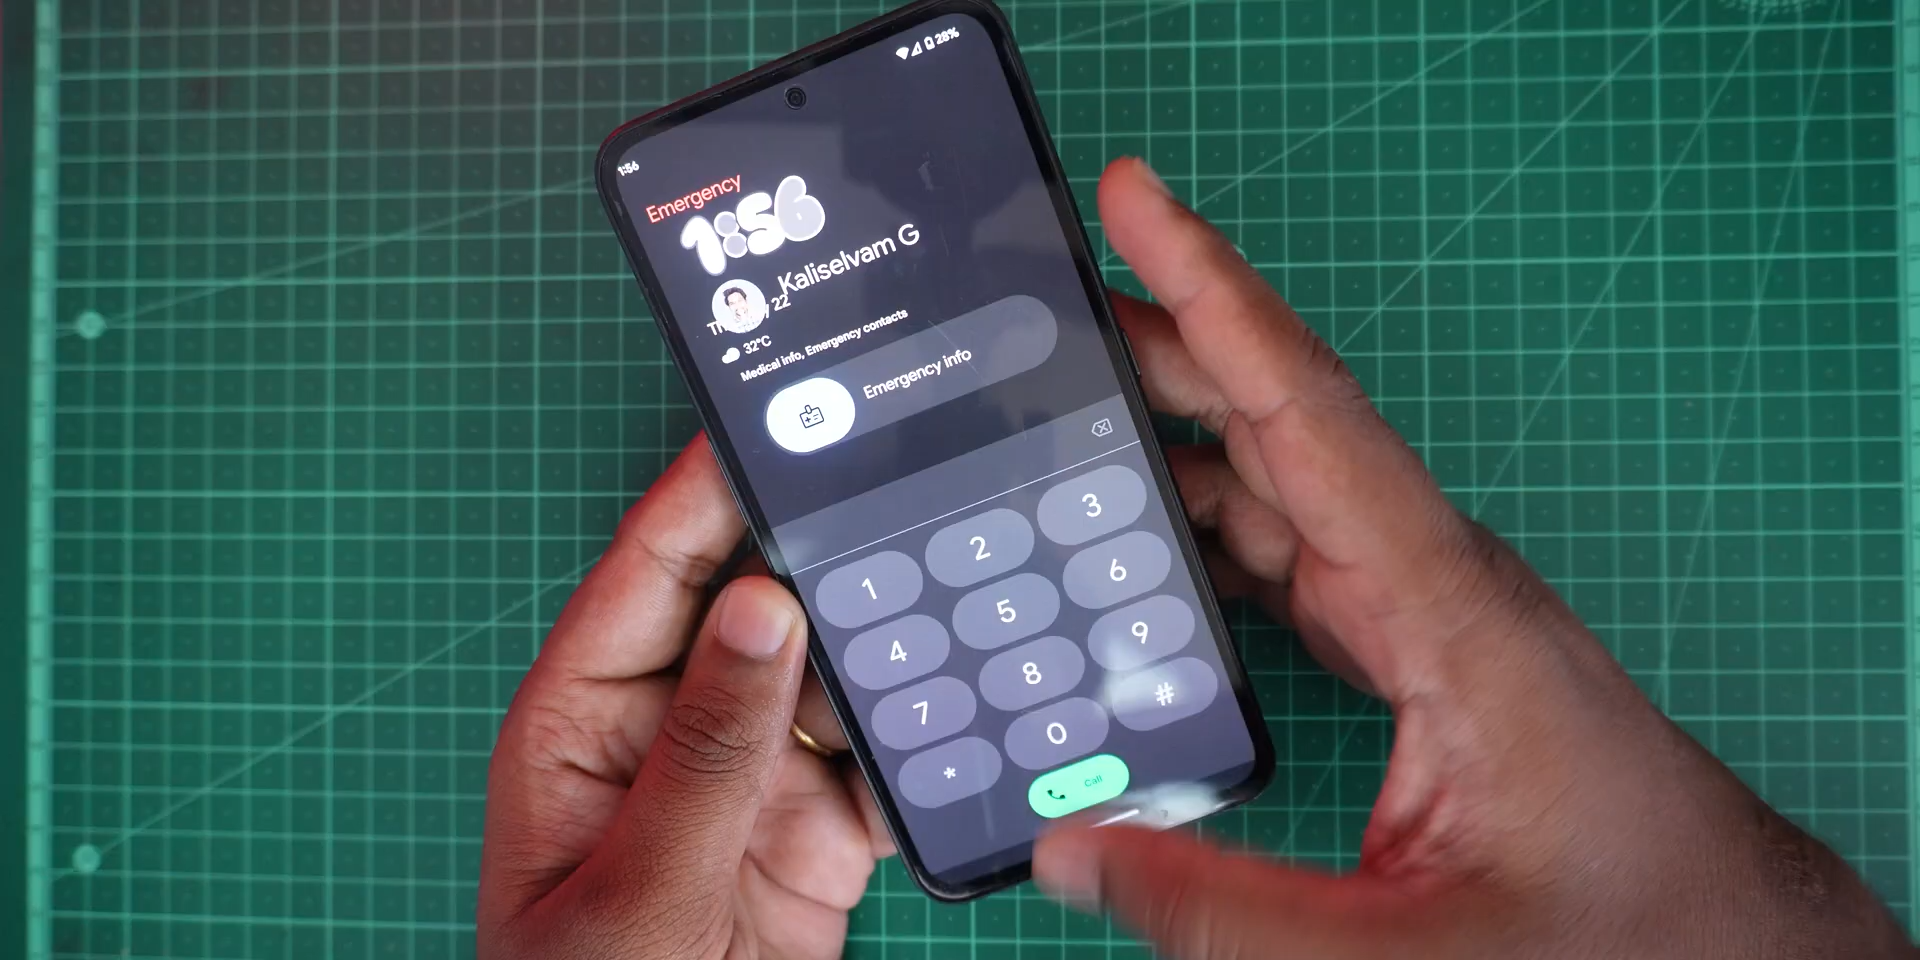 28%
1:56
Emergency
1:56
Kaliselvam G
22
32°C
Medical info, Emergency contacts
Emergency info
1
2
3
4
5
6
7
8
9
*
0
#
Call